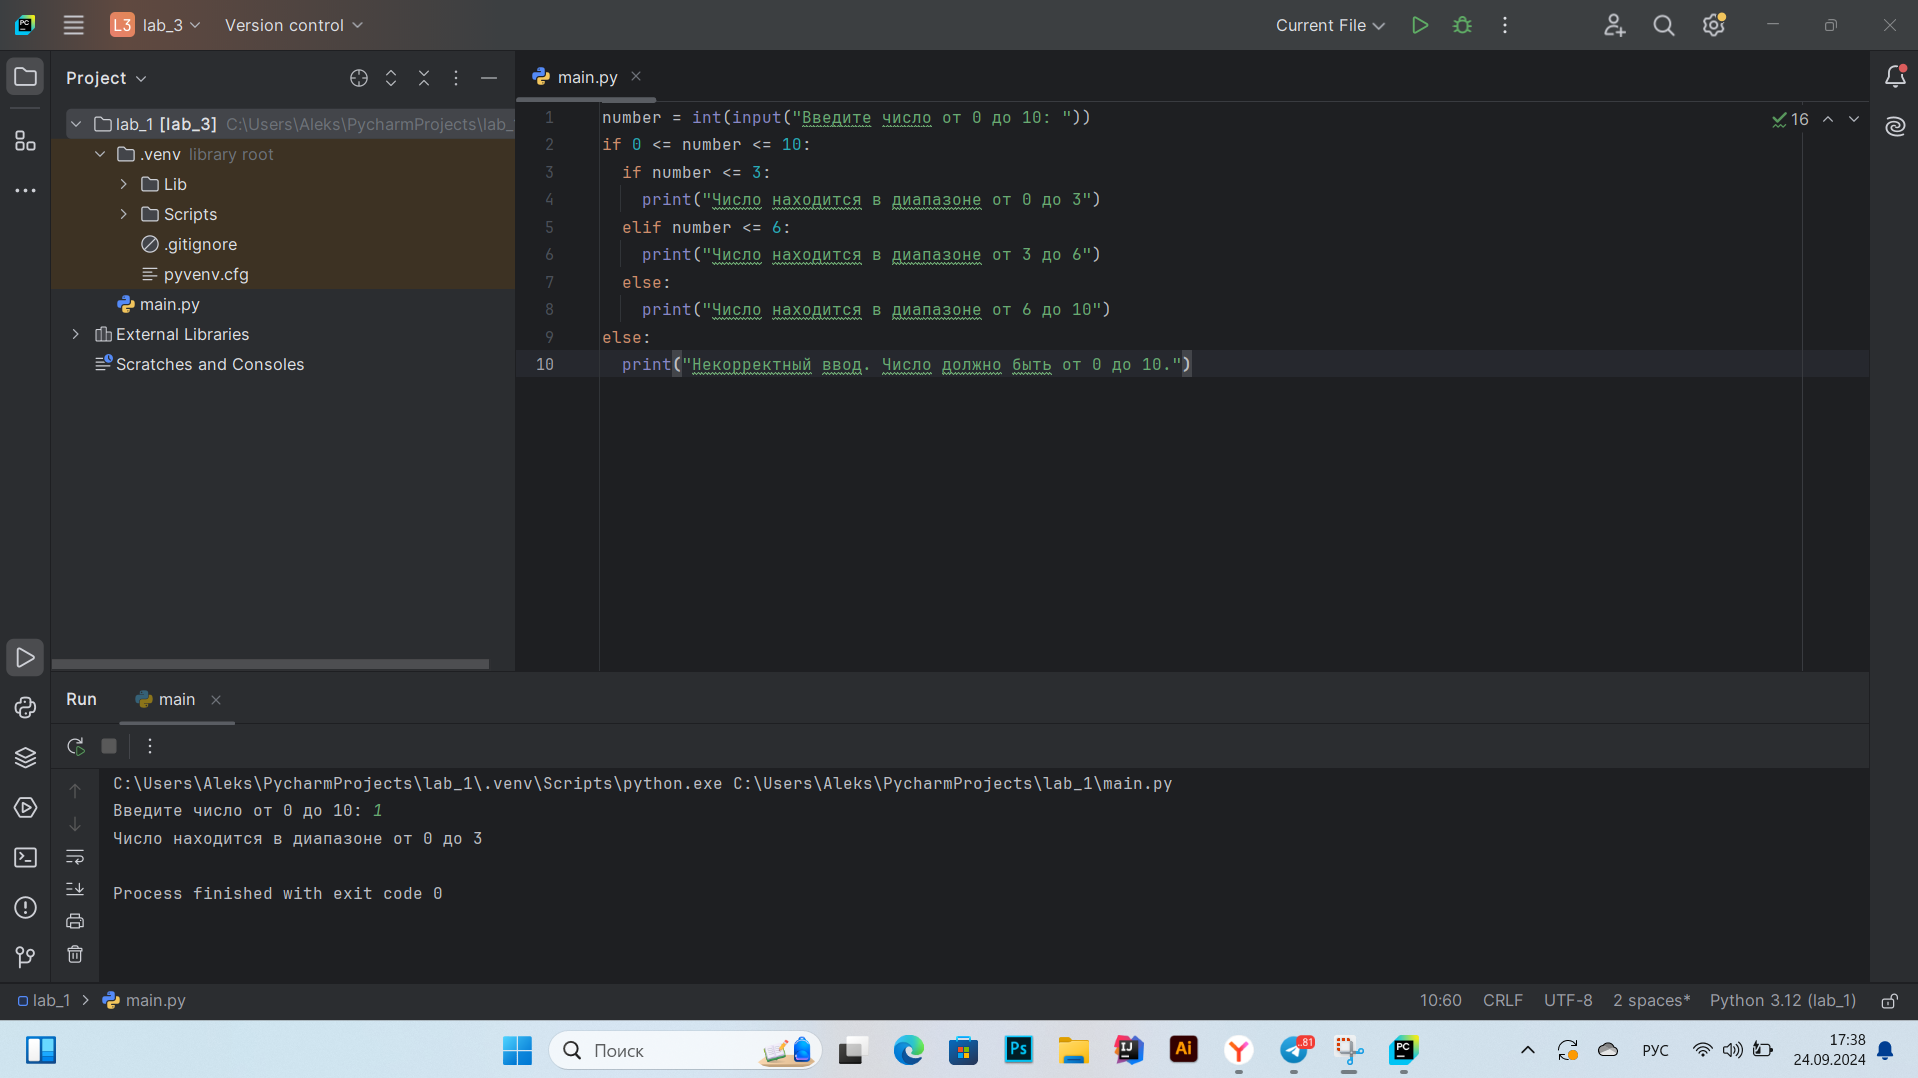 L3 lab_3 Version control Current File
Project
main.py
lab_1 [lab_3] C:\Users\Aleks\PycharmProjects\lab_
.venv library root
Lib
Scripts
.gitignore
pyvenv.cfg
main.py
External Libraries
Scratches and Consoles
1 number = int(input("Введите число от 0 до 10: "))
2 if 0 <= number <= 10:
3 if number <= 3:
4 print("Число находится в диапазоне от 0 до 3")
5 elif number <= 6:
6 print("Число находится в диапазоне от 3 до 6")
7 else:
8 print("Число находится в диапазоне от 6 до 10")
9 else:
10 print("Некорректный ввод. Число должно быть от 0 до 10.")
16
Run main
C:\Users\Aleks\PycharmProjects\lab_1\.venv\Scripts\python.exe C:\Users\Aleks\PycharmProjects\lab_1\main.py
Введите число от 0 до 10: 1
Число находится в диапазоне от 0 до 3
Process finished with exit code 0
lab_1 main.py 10:60 CRLF UTF-8 2 spaces* Python 3.12 (lab_1)
Поиск
Ps
IJ
Ai
81
PC
РУС
17:38
24.09.2024